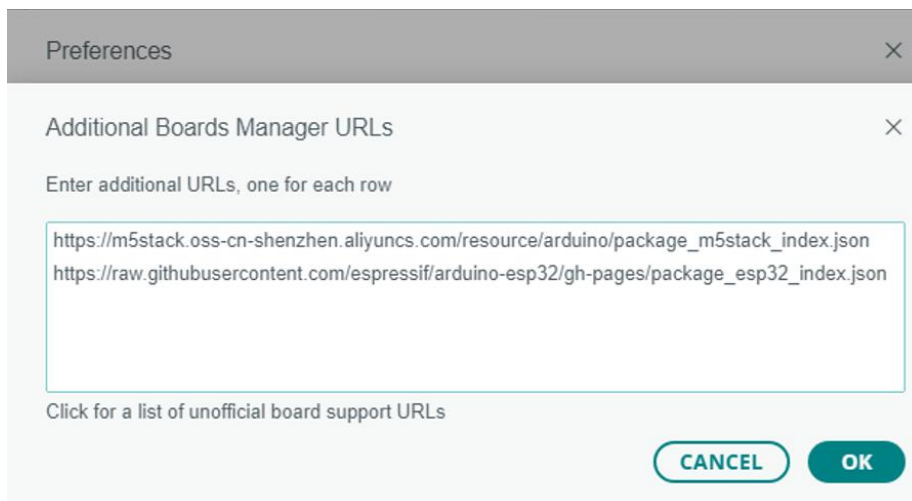 Preferences
Additional Boards Manager URLs
Enter additional URLs, one for each row
https://m5stack.oss-cn-shenzhen.aliyuncs.com/resource/arduino/package_m5stack_index.json
https://raw.githubusercontent.com/espressif/arduino-esp32/gh-pages/package_esp32_index.json
Click for a list of unofficial board support URLs
CANCEL OK